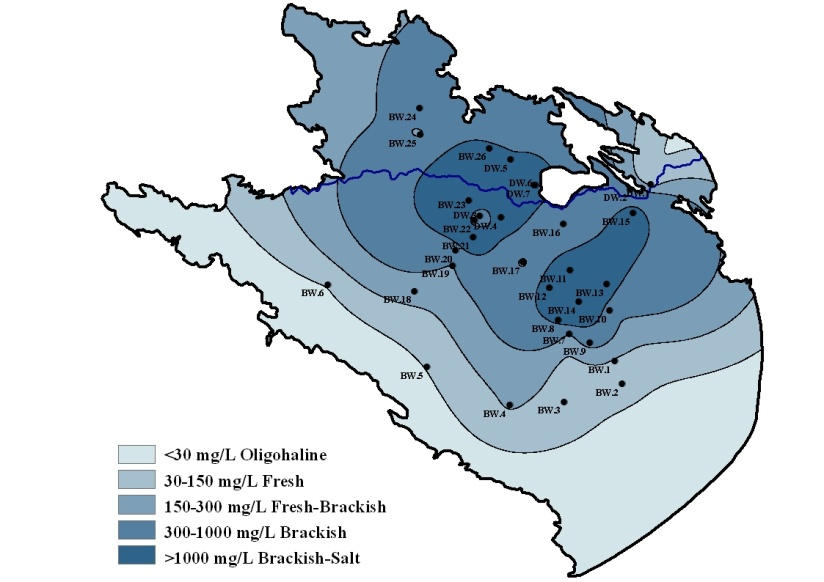 BW.24
BW.25
BW.26
DW.5
DW.6
DW.7
DW.2
BW.15
BW.23
DW.4
BW.22
BW.16
BW.21
BW.20
BW.19
BW.17
BW.11
BW.12
BW.13
BW.6
BW.18
BW.14
BW.10
BW.8
BW.7
BW.9
BW.1
BW.5
BW.2
BW.4
BW.3
<30 mg/L Oligohaline
30-150 mg/L Fresh
150-300 mg/L Fresh-Brackish
300-1000 mg/L Brackish
>1000 mg/L Brackish-Salt